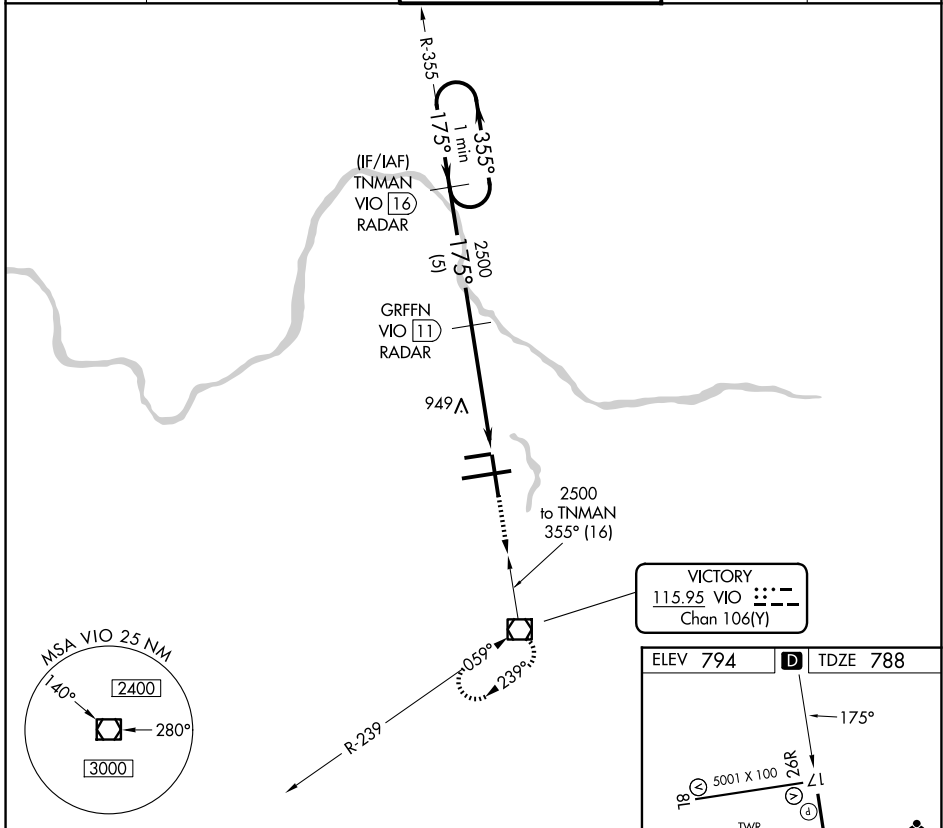 R-355
175°
1 min
355°
(IF/IAF)
TNMAN
VIO 16
RADAR
2500
175°
(5)
GRFFN
VIO 11
RADAR
949
2500
to TNMAN
355° (16)
VICTORY
115.95 VIO
Chan 106(Y)
059°
239°
R-239
MSA VIO 25 NM
140°
2400
280°
3000
ELEV 794 D TDZE 788
175°
8L V 5001 X 100 26R
17
V
P
TWR